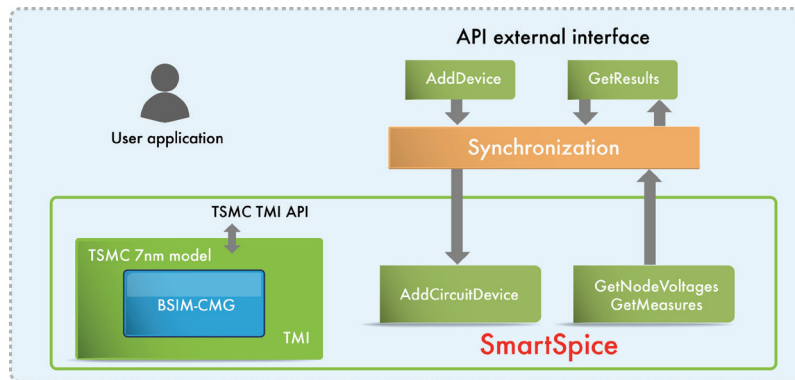 API external interface
AddDevice
GetResults
User application
Synchronization
TSMC TMI API
TSMC 7nm model
BSIM-CMG
TMI
AddCircuitDevice
GetNodeVoltages
GetMeasures
SmartSpice